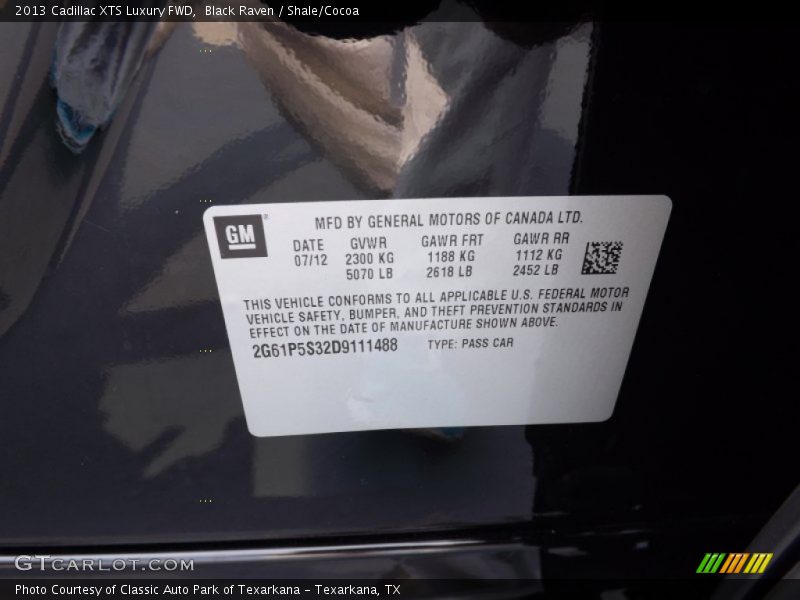 2013 Cadillac XTS Luxury FWD,  Black Raven / Shale/Cocoa
GM®
MFD BY GENERAL MOTORS OF CANADA LTD.
DATE GVWR GAWR FRT GAWR RR
07/12 2300 KG 1188 KG 1112 KG
5070 LB 2618 LB 2452 LB
THIS VEHICLE CONFORMS TO ALL APPLICABLE U.S. FEDERAL MOTOR
VEHICLE SAFETY, BUMPER, AND THEFT PREVENTION STANDARDS IN
EFFECT ON THE DATE OF MANUFACTURE SHOWN ABOVE.
2G61P5S32D9111488 TYPE: PASS CAR
GTCARLOT.COM
Photo Courtesy of Classic Auto Park of Texarkana - Texarkana, TX